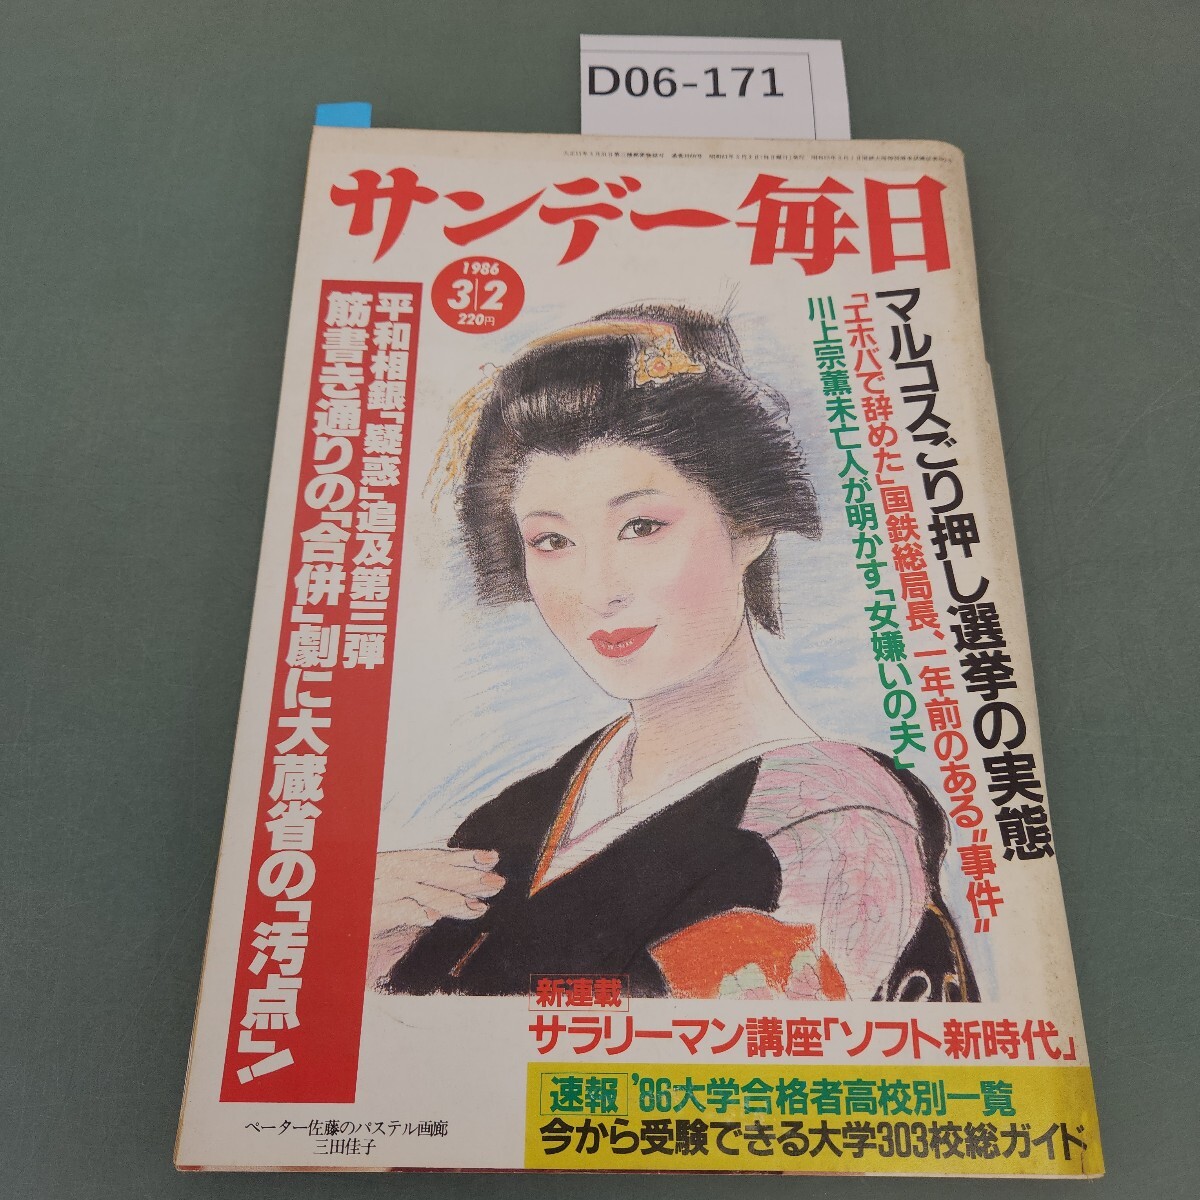 D06-171
サンデー毎日
1986
3|2
220円
マルコスごり押し選挙の実態
「エホバで辞めた」国鉄総局長、一年前のある〝事件〟
川上宗薫未亡人が明かす「女嫌いの夫」
平和相銀「疑惑」追及第三弾
筋書き通りの「合併」劇に大蔵省の「汚点」!
新連載
サラリーマン講座「ソフト新時代」
速報 '86大学合格者高校別一覧
今から受験できる大学303校総ガイド
ペーター佐藤のパステル画廊
三田佳子